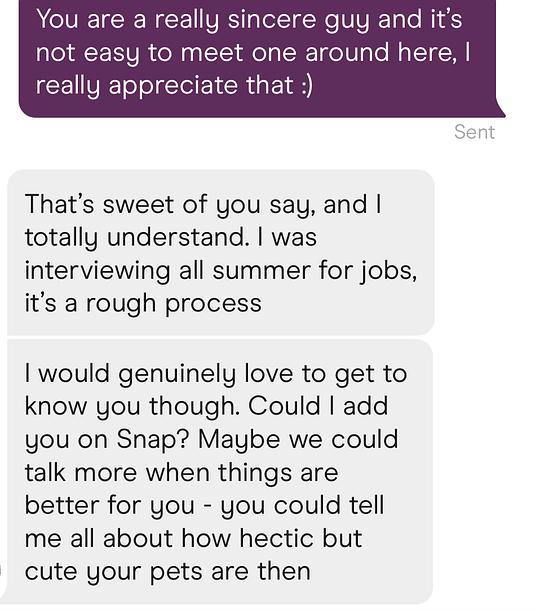 You are a really sincere guy and it’s
not easy to meet one around here, I
really appreciate that :)
Sent
That’s sweet of you say, and I
totally understand. I was
interviewing all summer for jobs,
it’s a rough process
I would genuinely love to get to
know you though. Could I add
you on Snap? Maybe we could
talk more when things are
better for you - you could tell
me all about how hectic but
cute your pets are then